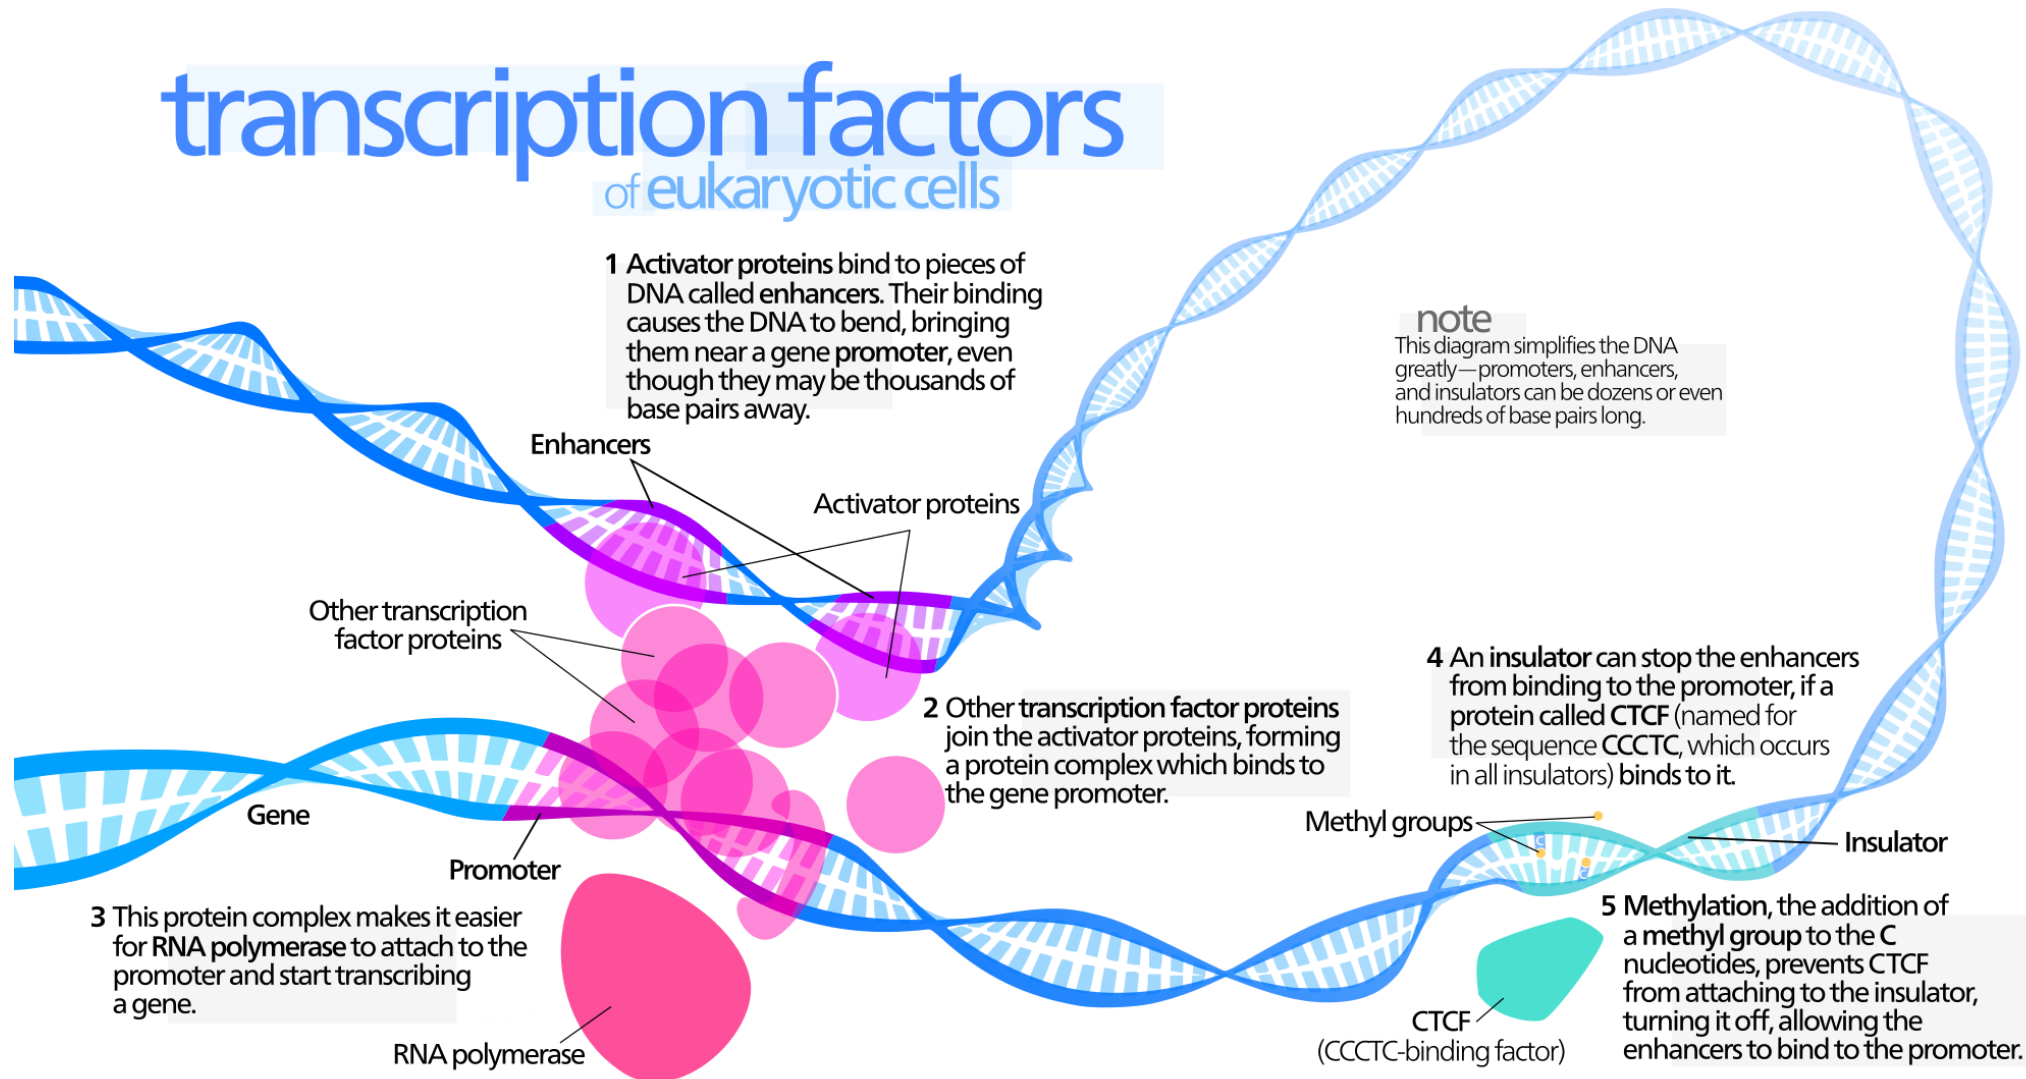 transcription factors
of eukaryotic cells
1 Activator proteins bind to pieces of
DNA called enhancers. Their binding
causes the DNA to bend, bringing
them near a gene promoter, even
though they may be thousands of
base pairs away.
note
This diagram simplifies the DNA
greatly—promoters, enhancers,
and insulators can be dozens or even
hundreds of base pairs long.
Enhancers
Activator proteins
Other transcription
factor proteins
2 Other transcription factor proteins
join the activator proteins, forming
a protein complex which binds to
the gene promoter.
4 An insulator can stop the enhancers
from binding to the promoter, if a
protein called CTCF (named for
the sequence CCCTC, which occurs
in all insulators) binds to it.
Gene
Methyl groups
C
C
Insulator
Promoter
3 This protein complex makes it easier
for RNA polymerase to attach to the
promoter and start transcribing
a gene.
RNA polymerase
5 Methylation, the addition of
a methyl group to the C
nucleotides, prevents CTCF
from attaching to the insulator,
turning it off, allowing the
enhancers to bind to the promoter.
CTCF
(CCCTC-binding factor)